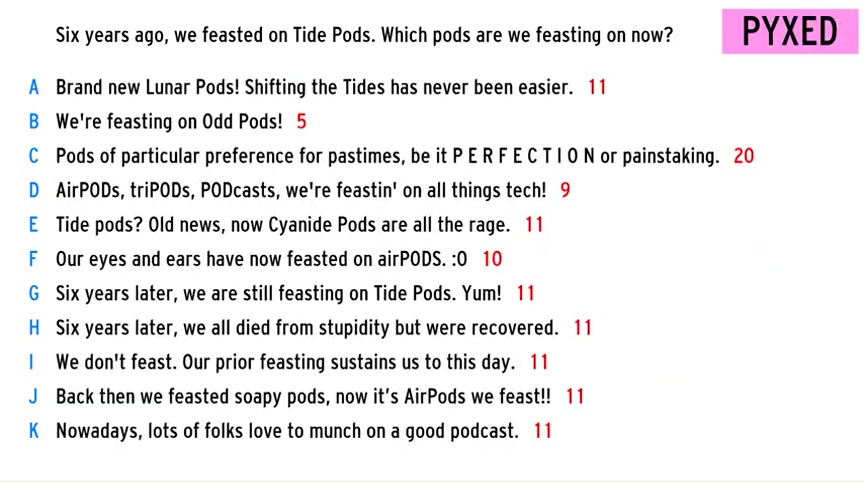 Six years ago, we feasted on Tide Pods. Which pods are we feasting on now?
PYXED
A Brand new Lunar Pods! Shifting the Tides has never been easier. 11
B We're feasting on Odd Pods! 5
C Pods of particular preference for pastimes, be it P E R F E C T I O N or painstaking. 20
D AirPODs, triPODs, PODcasts, we're feastin' on all things tech! 9
E Tide pods? Old news, now Cyanide Pods are all the rage. 11
F Our eyes and ears have now feasted on airPODS. :O 10
G Six years later, we are still feasting on Tide Pods. Yum! 11
H Six years later, we all died from stupidity but were recovered. 11
I We don't feast. Our prior feasting sustains us to this day. 11
J Back then we feasted soapy pods, now it’s AirPods we feast!! 11
K Nowadays, lots of folks love to munch on a good podcast. 11